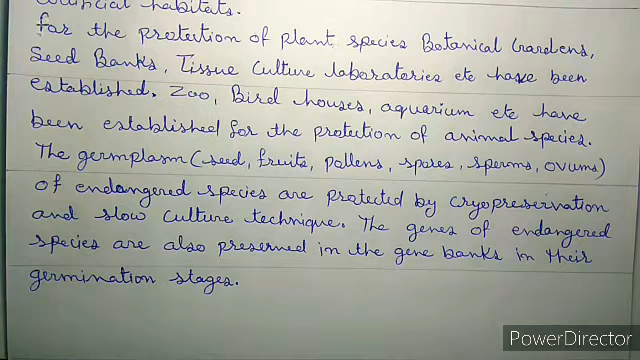 artificial habitats.
for the protection of plant species Botanical Gardens,
Seed Banks, Tissue Culture laboratories etc have been
established. Zoo, Bird houses, aquarium etc have
been established for the protection of animal species.
The germplasm (seed, fruits, pollens, spores, sperms, ovums)
of endangered species are protected by cryopreservation
and slow culture technique. The genes of endangered
species are also preserved in the gene banks in their
germination stages.
PowerDirector